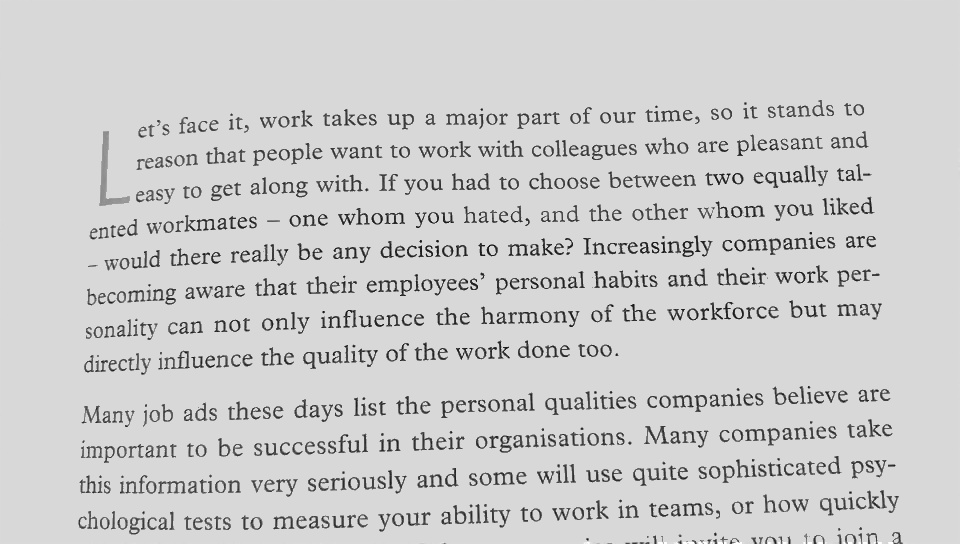 Let's face it, work takes up a major part of our time, so it stands to
reason that people want to work with colleagues who are pleasant and
easy to get along with. If you had to choose between two equally tal-
ented workmates – one whom you hated, and the other whom you liked
– would there really be any decision to make? Increasingly companies are
becoming aware that their employees' personal habits and their work per-
sonality can not only influence the harmony of the workforce but may
directly influence the quality of the work done too.
Many job ads these days list the personal qualities companies believe are
important to be successful in their organisations. Many companies take
this information very seriously and some will use quite sophisticated psy-
chological tests to measure your ability to work in teams, or how quickly
will invite you to join a